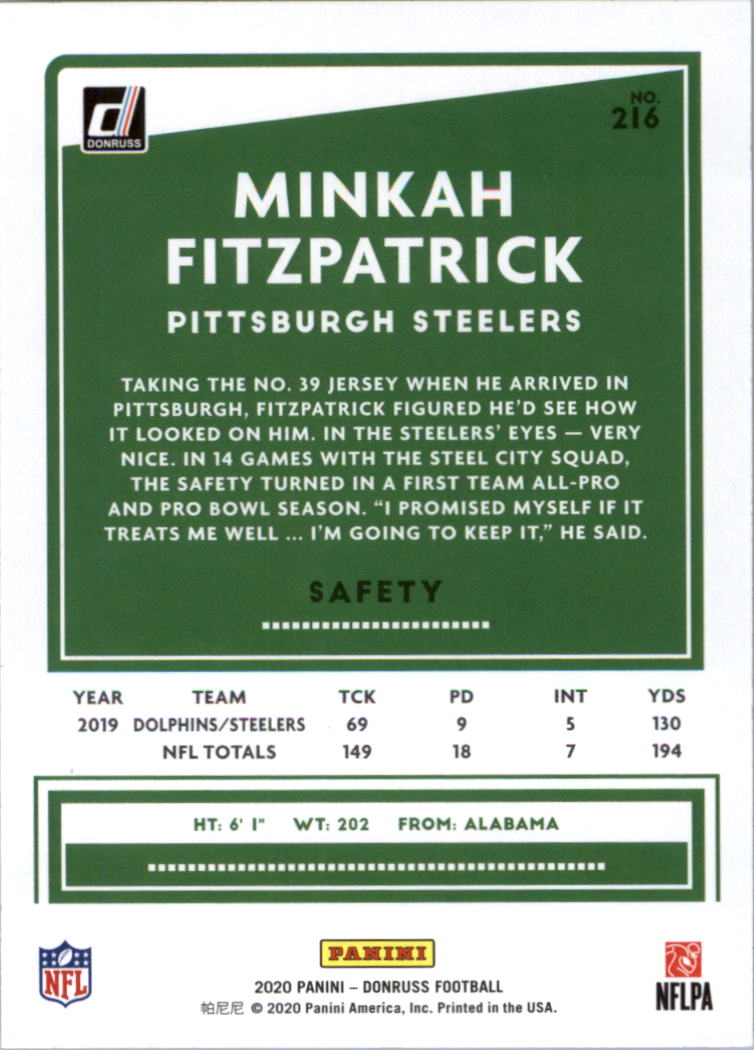 DONRUSS
NO.
216
MINKAH
FITZPATRICK
PITTSBURGH STEELERS
TAKING THE NO. 39 JERSEY WHEN HE ARRIVED IN
PITTSBURGH, FITZPATRICK FIGURED HE'D SEE HOW
IT LOOKED ON HIM. IN THE STEELERS' EYES — VERY
NICE. IN 14 GAMES WITH THE STEEL CITY SQUAD,
THE SAFETY TURNED IN A FIRST TEAM ALL-PRO
AND PRO BOWL SEASON. "I PROMISED MYSELF IF IT
TREATS ME WELL ... I'M GOING TO KEEP IT," HE SAID.
SAFETY
YEAR TEAM TCK PD INT YDS
2019 DOLPHINS/STEELERS 69 9 5 130
NFL TOTALS 149 18 7 194
HT: 6' 1" WT: 202 FROM: ALABAMA
NFL
PANINI
2020 PANINI – DONRUSS FOOTBALL
帕尼尼 © 2020 Panini America, Inc. Printed in the USA.
NFLPA